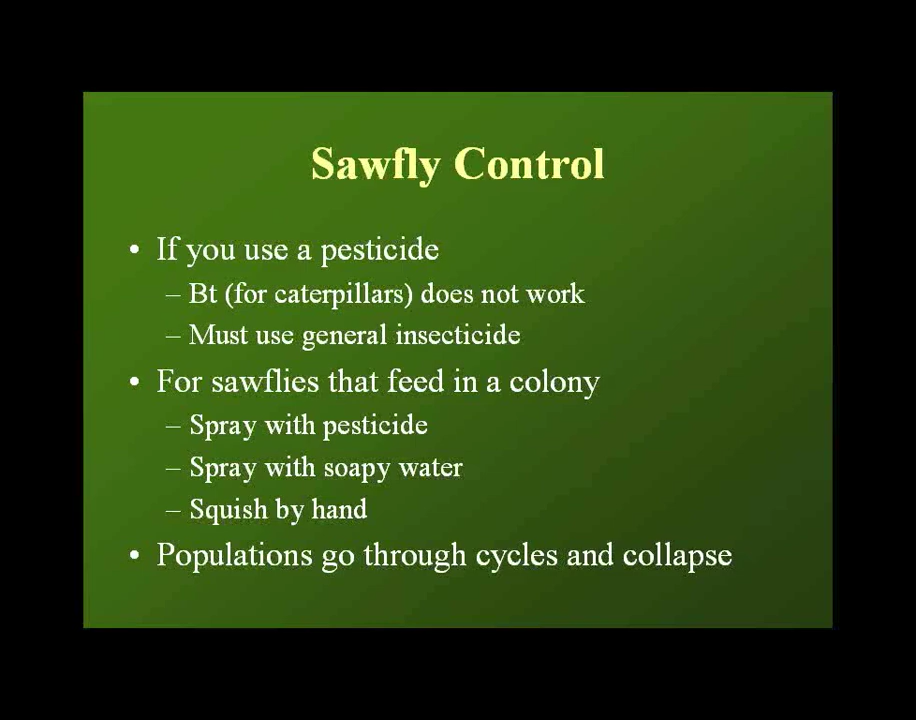 Sawfly Control
• If you use a pesticide
– Bt (for caterpillars) does not work
– Must use general insecticide
• For sawflies that feed in a colony
– Spray with pesticide
– Spray with soapy water
– Squish by hand
• Populations go through cycles and collapse